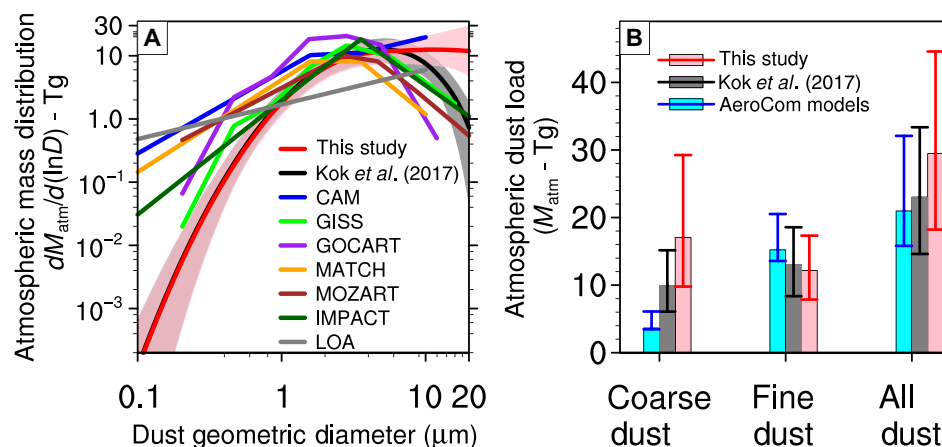 A
Atmospheric mass distribution
dM_atm/d(lnD) - Tg
30
10
1.0
10⁻¹
10⁻²
10⁻³
This study
Kok et al. (2017)
CAM
GISS
GOCART
MATCH
MOZART
IMPACT
LOA
0.1
1
10 20
Dust geometric diameter (μm)
B
Atmospheric dust load
(M_atm - Tg)
40
30
20
10
0
This study
Kok et al. (2017)
AeroCom models
Coarse dust
Fine dust
All dust